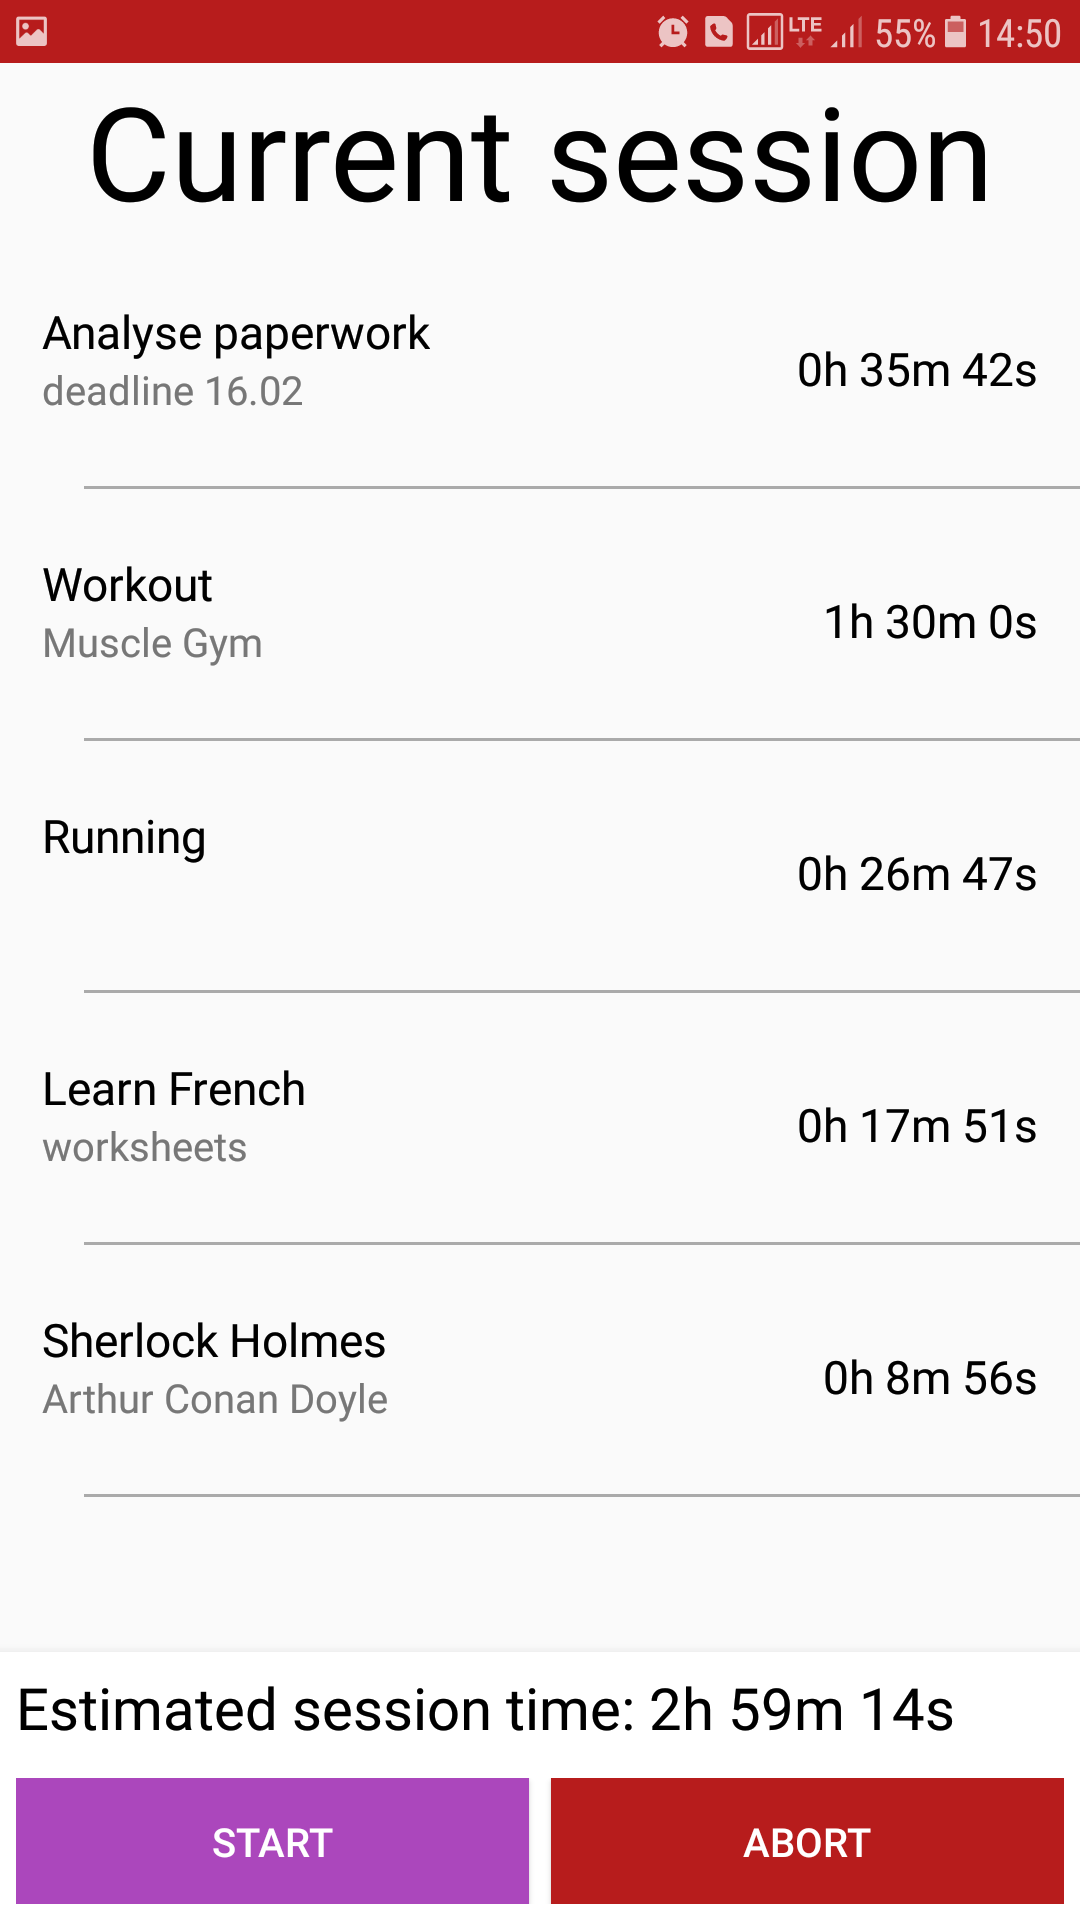 LTE 55% 14:50
Current session
Analyse paperwork
deadline 16.02
0h 35m 42s
Workout
Muscle Gym
1h 30m 0s
Running
0h 26m 47s
Learn French
worksheets
0h 17m 51s
Sherlock Holmes
Arthur Conan Doyle
0h 8m 56s
Estimated session time: 2h 59m 14s
START ABORT